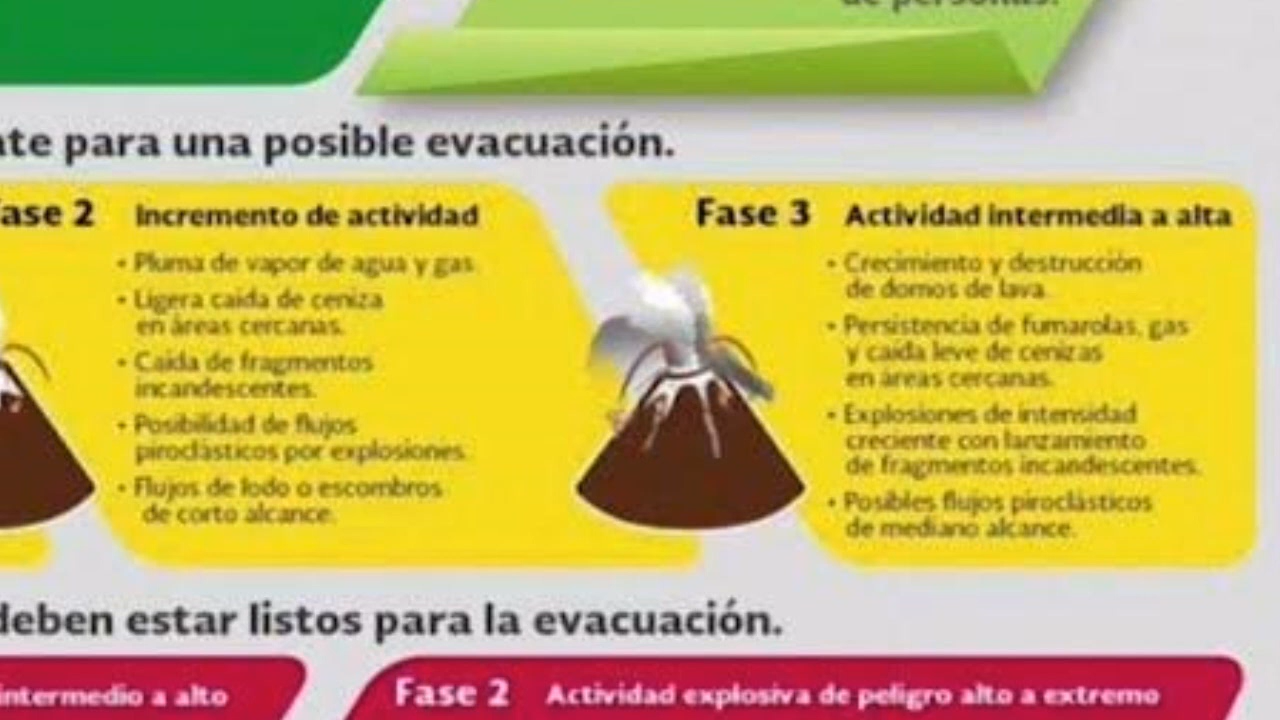 de personas.
ate para una posible evacuación.
Fase 2 Incremento de actividad
• Pluma de vapor de agua y gas.
• Ligera caída de ceniza
en áreas cercanas.
• Caída de fragmentos
incandescentes.
• Posibilidad de flujos
piroclásticos por explosiones.
• Flujos de lodo o escombros
de corto alcance.
Fase 3 Actividad intermedia a alta
• Crecimiento y destrucción
de domos de lava.
• Persistencia de fumarolas, gas
y caída leve de cenizas
en áreas cercanas.
• Explosiones de intensidad
creciente con lanzamiento
de fragmentos incandescentes.
• Posibles flujos piroclásticos
de mediano alcance.
deben estar listos para la evacuación.
intermedio a alto
Fase 2 Actividad explosiva de peligro alto a extremo